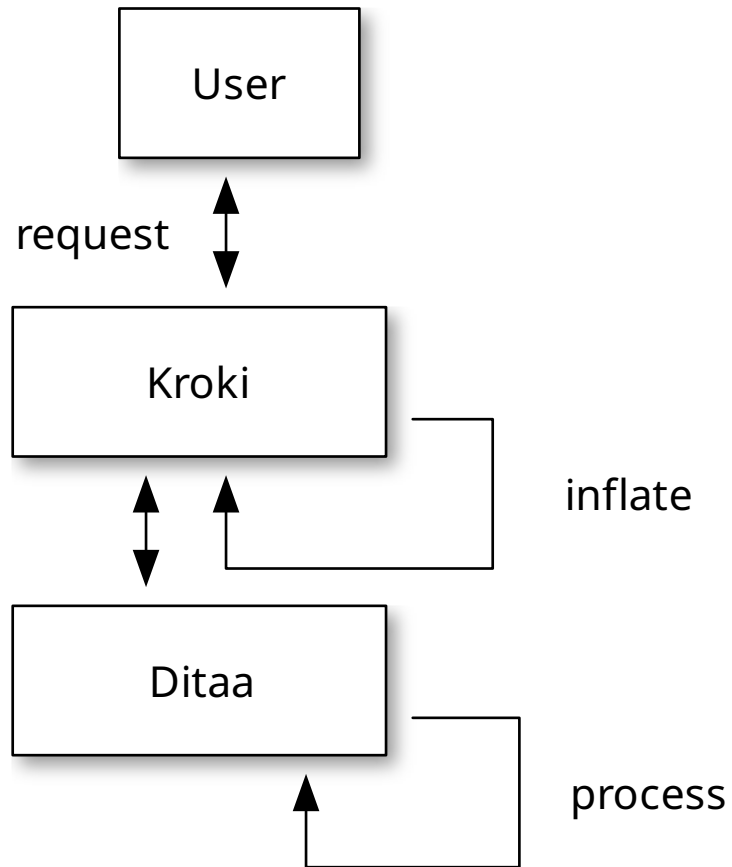 User
request
Kroki
inflate
Ditaa
process